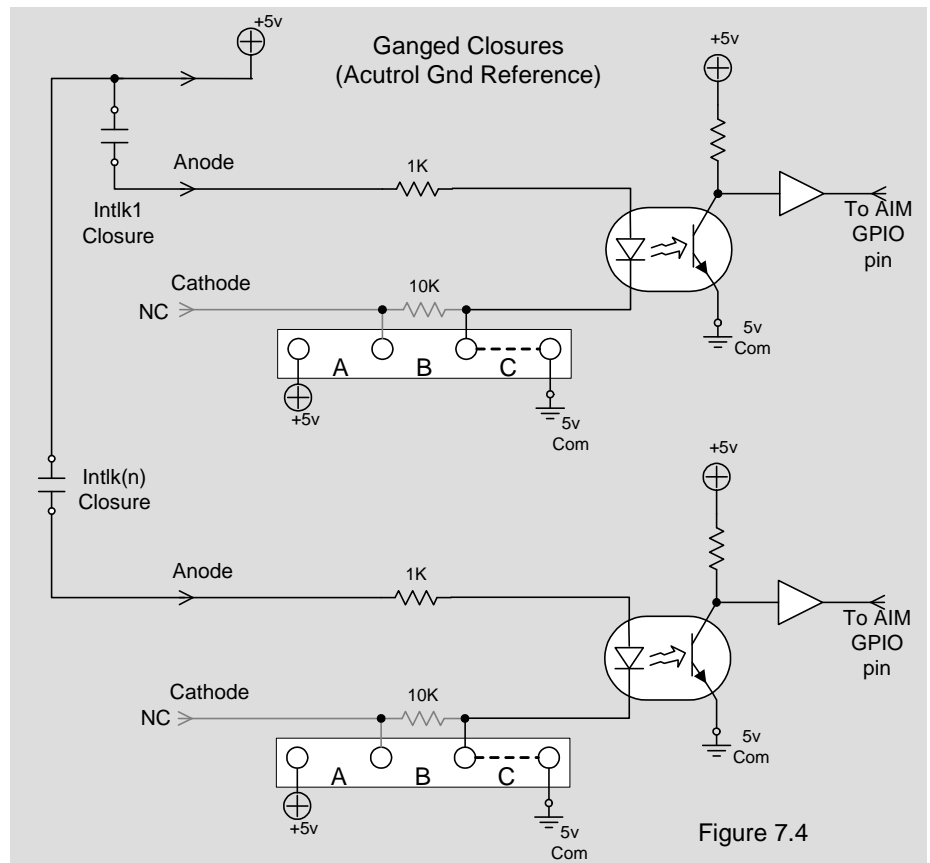 +5v
Ganged Closures
(Acutrol Gnd Reference)
+5v
Anode
1K
Intlk1
Closure
To AIM
GPIO
pin
Cathode
10K
NC
A
B
C
5v
Com
+5v
5v
Com
+5v
Intlk(n)
Closure
Anode
1K
To AIM
GPIO
pin
Cathode
10K
NC
A
B
C
5v
Com
+5v
5v
Com
Figure 7.4